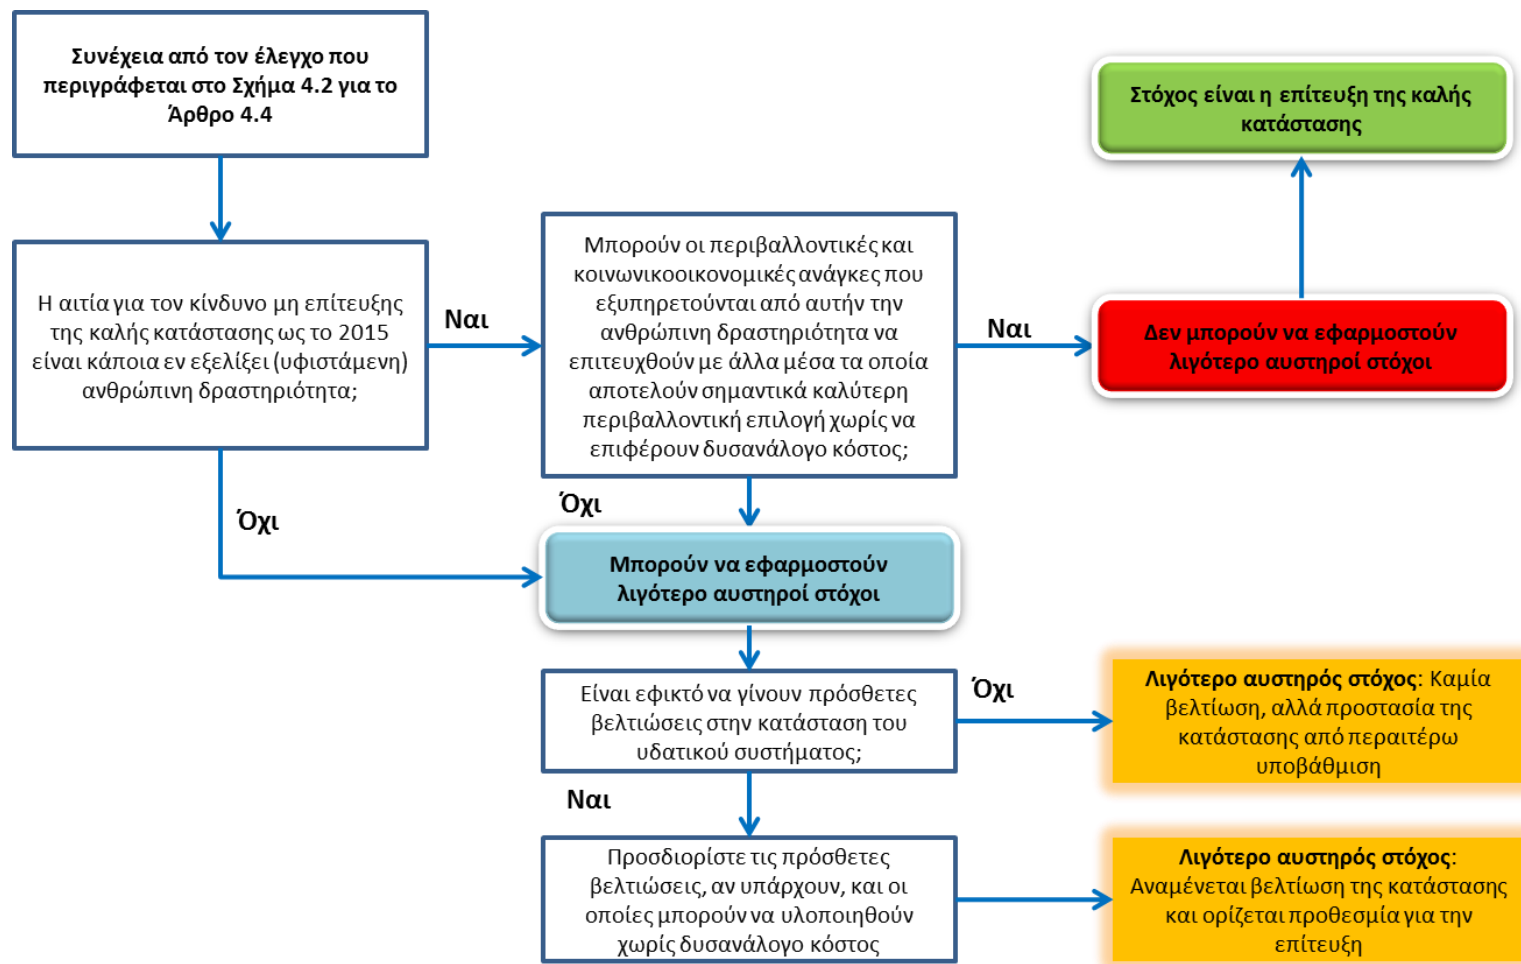 Συνέχεια από τον έλεγχο που
περιγράφεται στο Σχήμα 4.2 για το
Άρθρο 4.4
Στόχος είναι η επίτευξη της καλής
κατάστασης
Η αιτία για τον κίνδυνο μη επίτευξης
της καλής κατάστασης ως το 2015
είναι κάποια εν εξελίξει (υφιστάμενη)
ανθρώπινη δραστηριότητα;
Ναι
Μπορούν οι περιβαλλοντικές και
κοινωνικοοικονομικές ανάγκες που
εξυπηρετούνται από αυτήν την
ανθρώπινη δραστηριότητα να
επιτευχθούν με άλλα μέσα τα οποία
αποτελούν σημαντικά καλύτερη
περιβαλλοντική επιλογή χωρίς να
επιφέρουν δυσανάλογο κόστος;
Ναι
Δεν μπορούν να εφαρμοστούν
λιγότερο αυστηροί στόχοι
Όχι
Όχι
Μπορούν να εφαρμοστούν
λιγότερο αυστηροί στόχοι
Είναι εφικτό να γίνουν πρόσθετες
βελτιώσεις στην κατάσταση του
υδατικού συστήματος;
Όχι
Λιγότερο αυστηρός στόχος: Καμία
βελτίωση, αλλά προστασία της
κατάστασης από περαιτέρω
υποβάθμιση
Ναι
Προσδιορίστε τις πρόσθετες
βελτιώσεις, αν υπάρχουν, και οι
οποίες μπορούν να υλοποιηθούν
χωρίς δυσανάλογο κόστος
Λιγότερο αυστηρός στόχος:
Αναμένεται βελτίωση της κατάστασης
και ορίζεται προθεσμία για την
επίτευξη